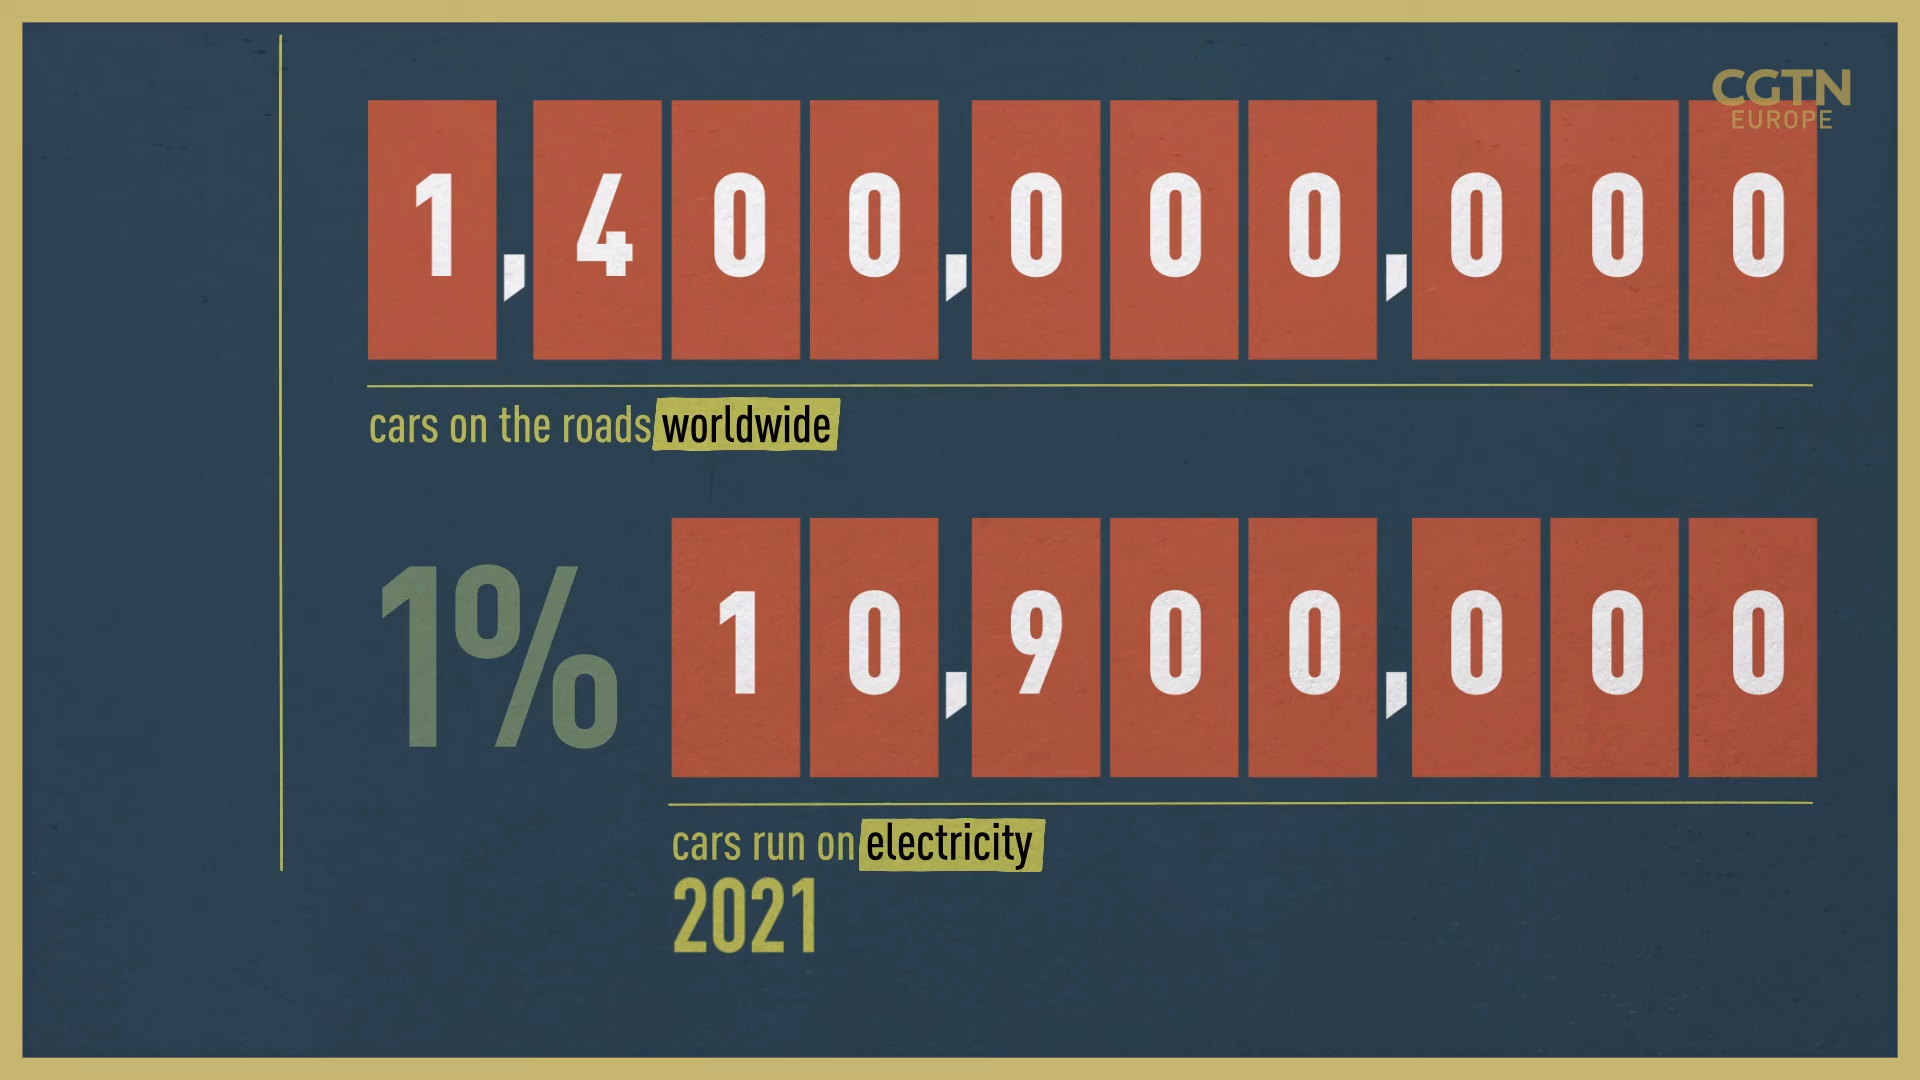 CGTN
EUROPE
1,400,000,000
cars on the roads worldwide
1%
10,900,000
cars run on electricity
2021